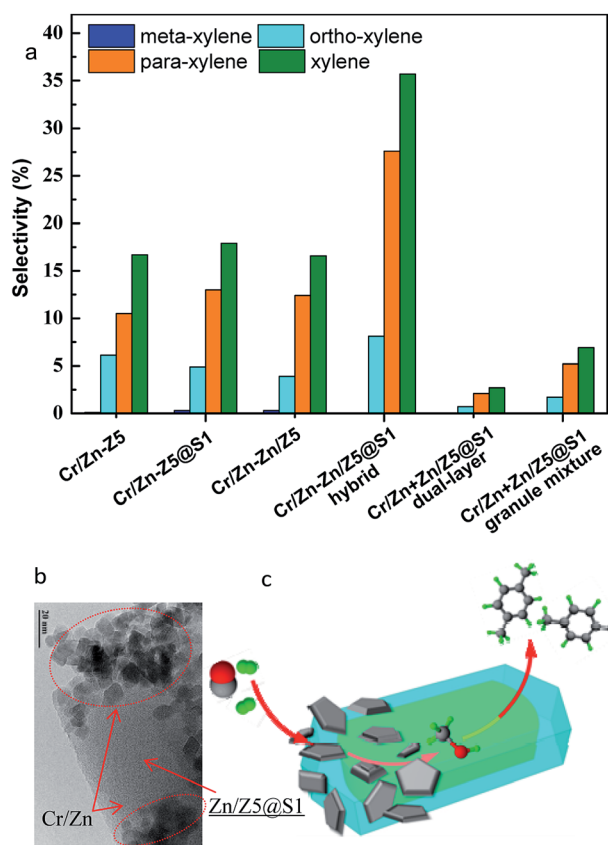 a
meta-xylene ortho-xylene
para-xylene xylene
Selectivity (%)
40
35
30
25
20
15
10
5
0
Cr/Zn-Z5
Cr/Zn-Z5@S1
Cr/Zn-Zn/Z5
Cr/Zn-Zn/Z5@S1
hybrid
Cr/Zn+Zn/Z5@S1
dual-layer
Cr/Zn+Zn/Z5@S1
granule mixture
b
c
20 nm
Cr/Zn
Zn/Z5@S1